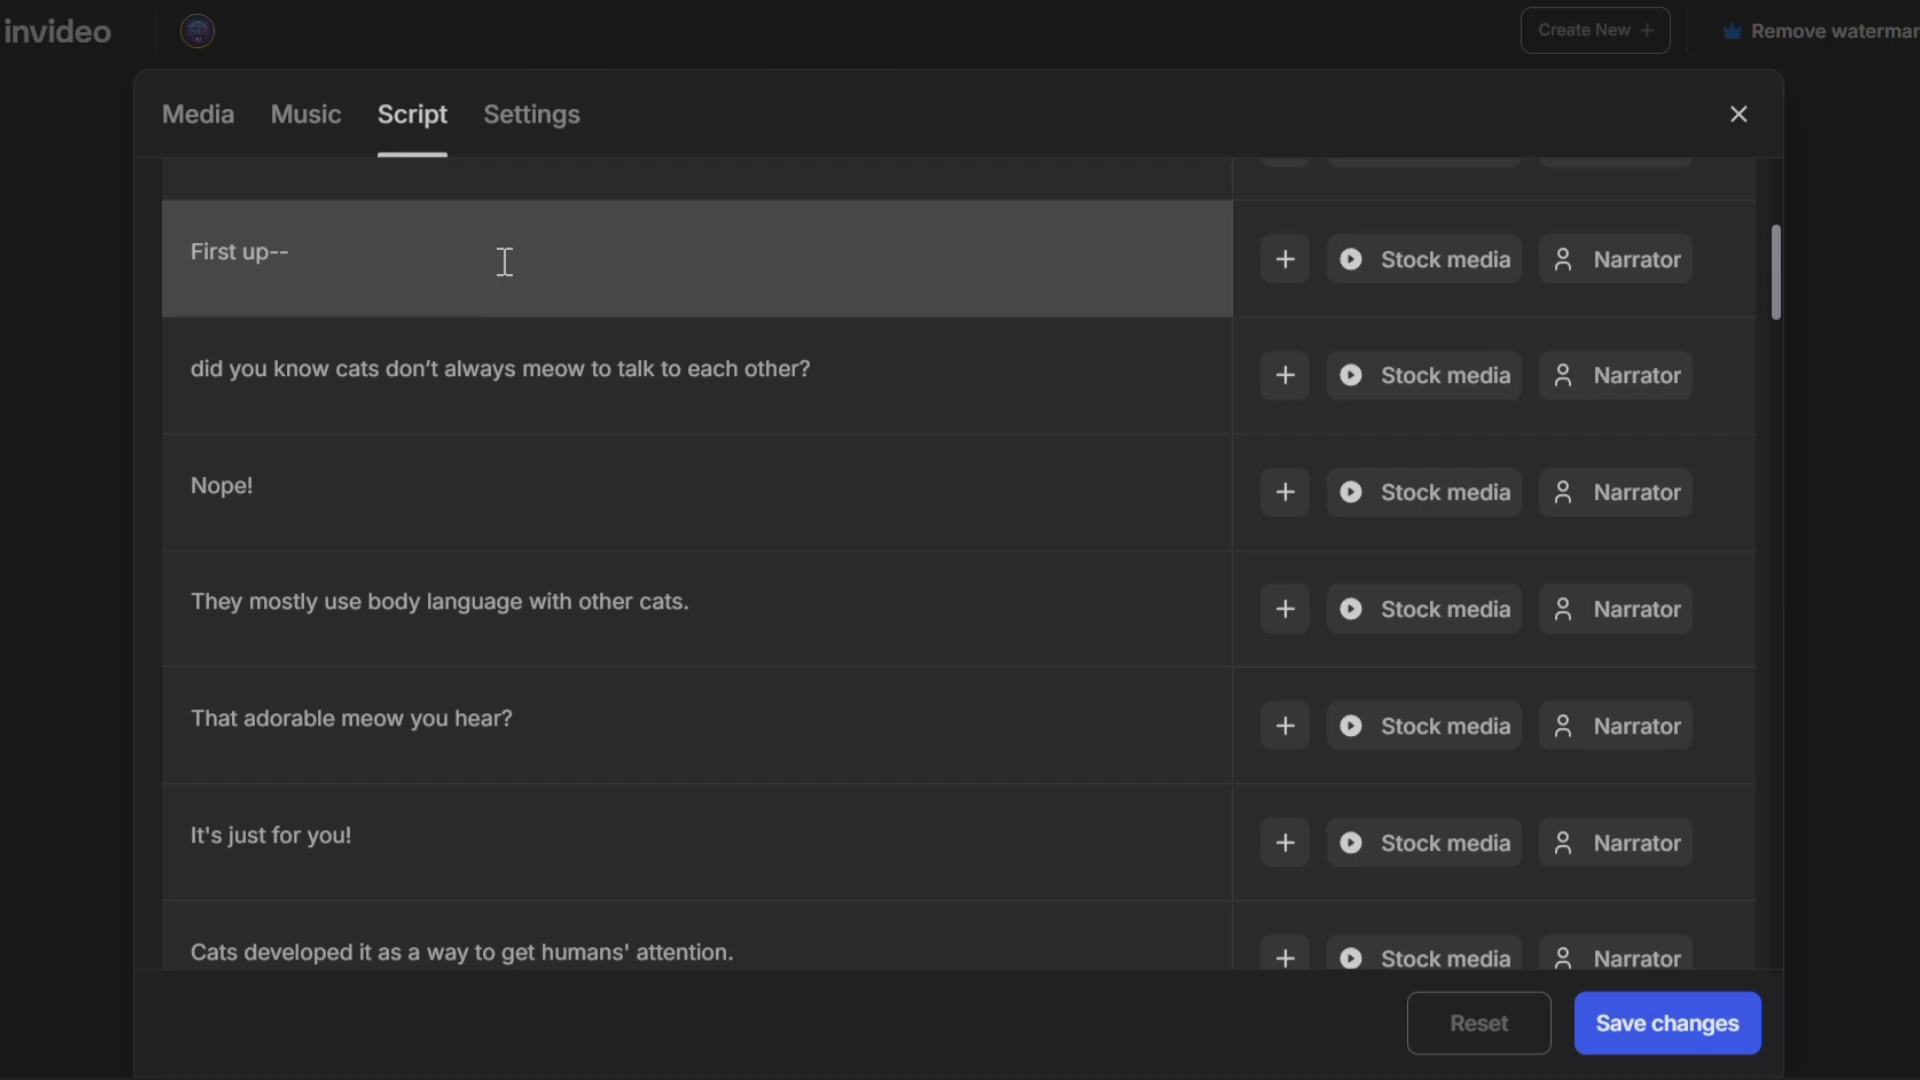 invideo
Create New +
Remove watermar
Media Music Script Settings
First up--
Stock media Narrator
did you know cats don’t always meow to talk to each other?
Stock media Narrator
Nope!
Stock media Narrator
They mostly use body language with other cats.
Stock media Narrator
That adorable meow you hear?
Stock media Narrator
It's just for you!
Stock media Narrator
Cats developed it as a way to get humans' attention.
Stock media Narrator
Reset Save changes